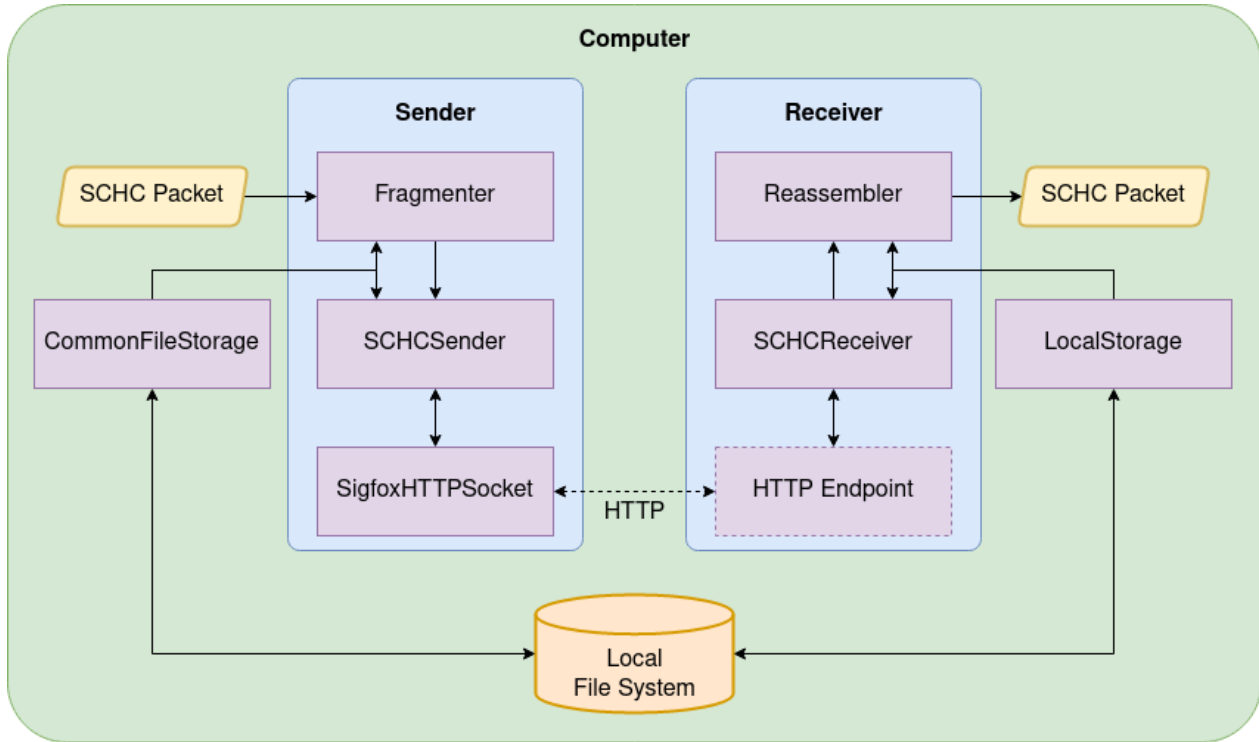 Computer
Sender
Receiver
SCHC Packet
Fragmenter
Reassembler
SCHC Packet
CommonFileStorage
SCHCSender
SCHCReceiver
LocalStorage
SigfoxHTTPSocket
HTTP
HTTP Endpoint
Local
File System